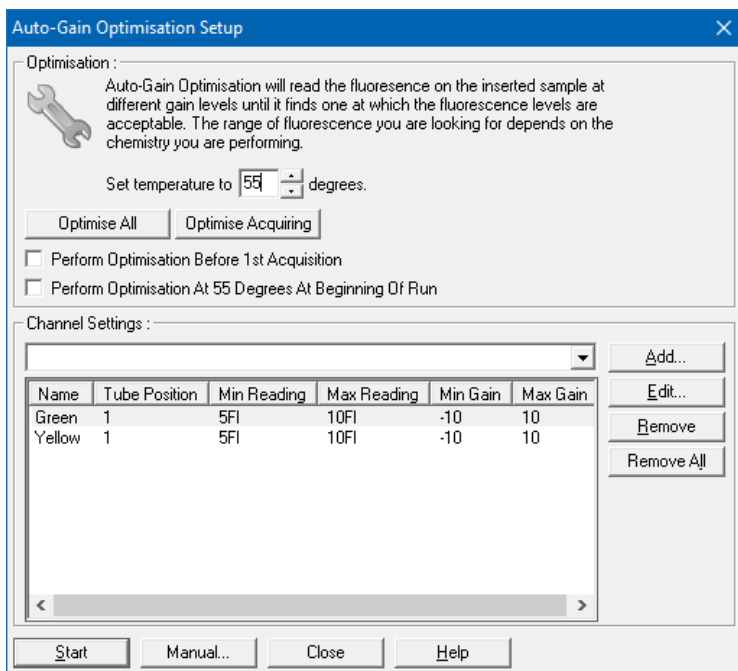 Auto-Gain Optimisation Setup
Optimisation :
Auto-Gain Optimisation will read the fluoresence on the inserted sample at
different gain levels until it finds one at which the fluorescence levels are
acceptable. The range of fluorescence you are looking for depends on the
chemistry you are performing.
Set temperature to 55 degrees.
Optimise All Optimise Acquiring
Perform Optimisation Before 1st Acquisition
Perform Optimisation At 55 Degrees At Beginning Of Run
Channel Settings :
Add...
Name Tube Position Min Reading Max Reading Min Gain Max Gain Edit...
Green 1 5Fl 10Fl -10 10
Remove
Yellow 1 5Fl 10Fl -10 10
Remove All
Start Manual... Close Help